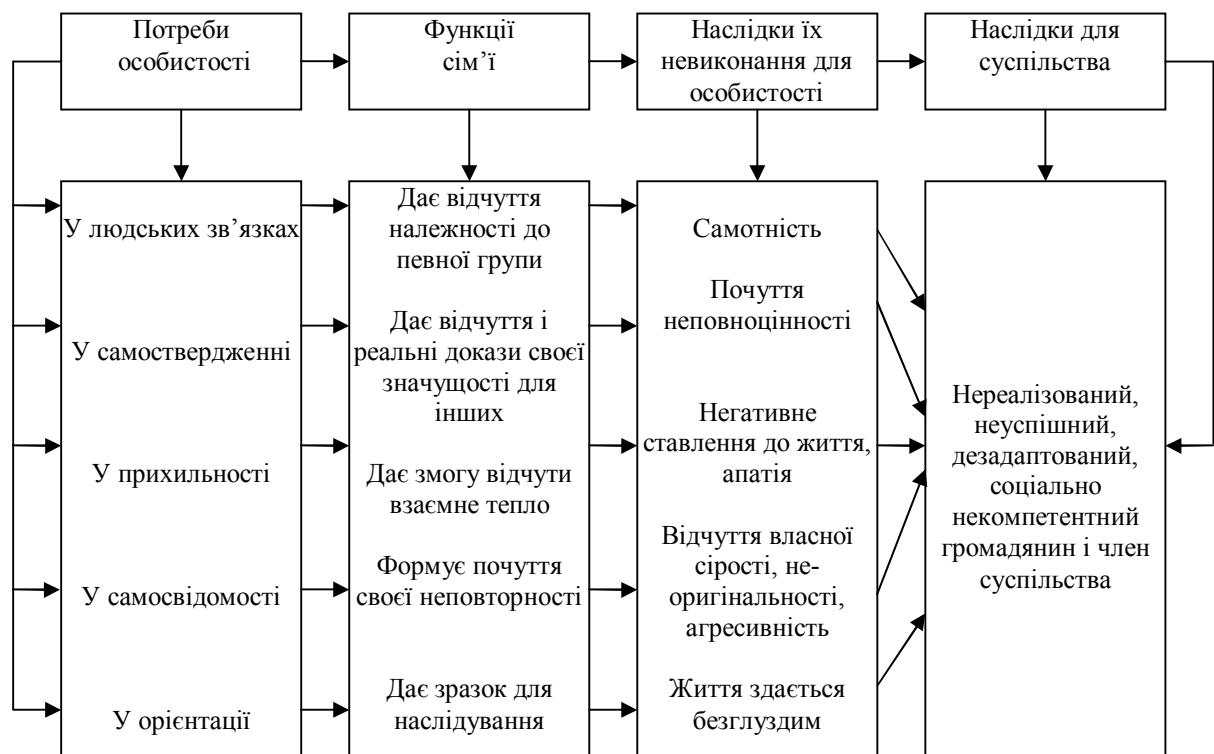 Потреби
особистості
Функції
сім’ї
Наслідки їх
невиконання для
особистості
Наслідки для
суспільства
У людських зв’язках
У самоствердженні
У прихильності
У самосвідомості
У орієнтації
Дає відчуття
належності до
певної групи
Дає відчуття і
реальні докази своєї
значущості для
інших
Дає змогу відчути
взаємне тепло
Формує почуття
своєї неповторності
Дає зразок для
наслідування
Самотність
Почуття
неповноцінності
Негативне
ставлення до життя,
апатія
Відчуття власної
сірості, не-
оригінальності,
агресивність
Життя здається
безглуздим
Нереалізований,
неуспішний,
дезадаптований,
соціально
некомпетентний
громадянин і член
суспільства